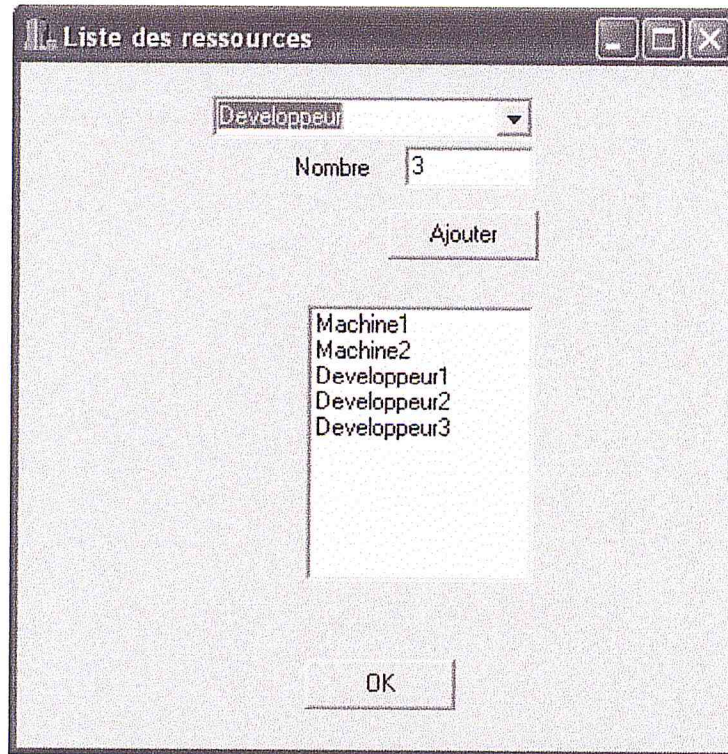 Liste des ressources
Developpeur
Nombre 3
Ajouter
Machine1
Machine2
Developpeur1
Developpeur2
Developpeur3
OK